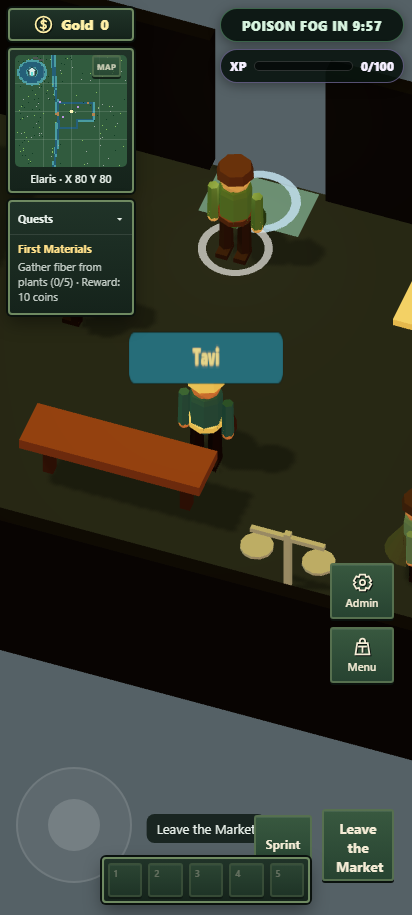 Gold 0
POISON FOG IN 9:57
XP 0/100
MAP
Elaris · X 80 Y 80
Quests
First Materials
Gather fiber from
plants (0/5) · Reward:
10 coins
Tavi
Admin
Menu
Leave the Market
Sprint
Leave
the
Market
1 2 3 4 5